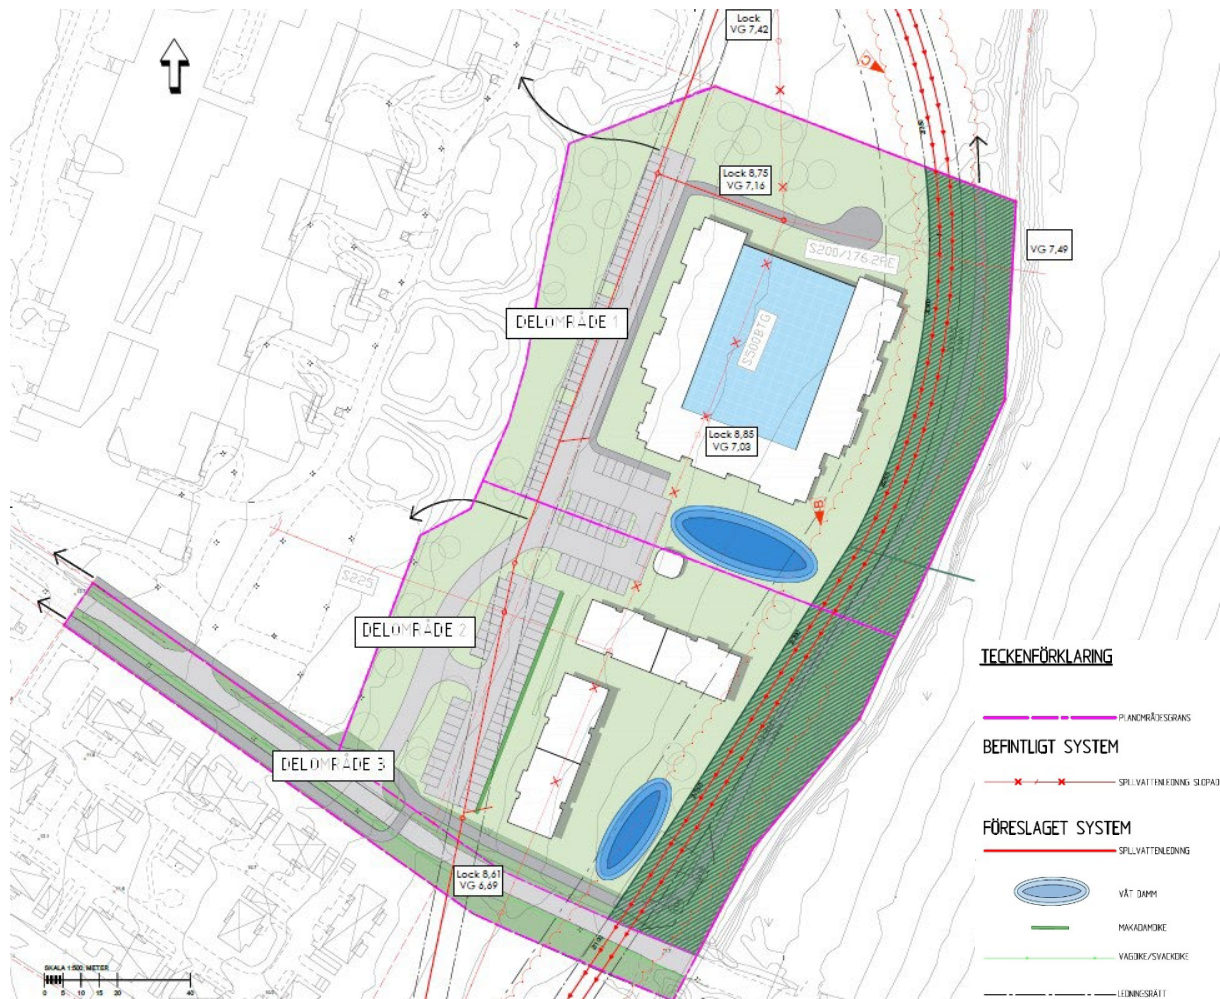 Lock
VG 7,42
Lock 8,75
VG 7,16
VG 7,49
S200/176.2PE
DELOMRÅDE 1
S500BTG
Lock 8,85
VG 7,03
B
S225
DELOMRÅDE 2
DELOMRÅDE 3
Lock 8,61
VG 6,69
SKALA 1:500, METER
0 5 10 15 20 40
TECKENFÖRKLARING
PLANOMRÅDESGRÄNS
BEFINTLIGT SYSTEM
SPILLVATTENLEDNING SLOPAD
FÖRESLAGET SYSTEM
SPILLVATTENLEDNING
VÅT DAMM
MAKADAMDIKE
VÄGDIKE/SVACKDIKE
LEDNINGSRÄTT